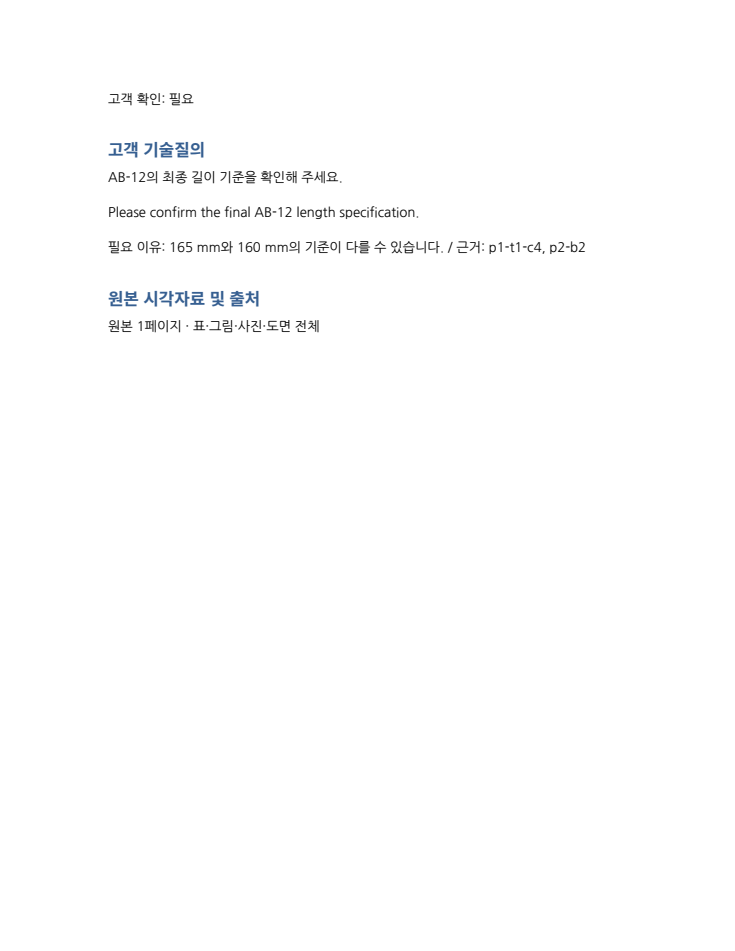 고객 확인: 필요
고객 기술질의
AB-12의 최종 길이 기준을 확인해 주세요.
Please confirm the final AB-12 length specification.
필요 이유: 165 mm와 160 mm의 기준이 다를 수 있습니다. / 근거: p1-t1-c4, p2-b2
원본 시각자료 및 출처
원본 1페이지 · 표·그림·사진·도면 전체